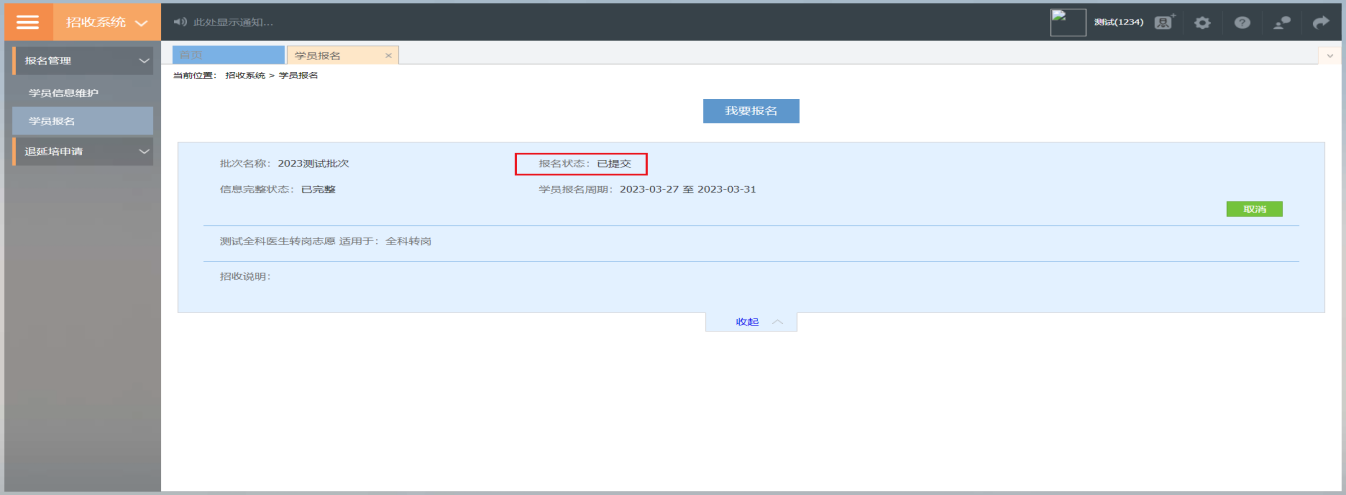 招收系统
此处显示通知...
测试(1234)
报名管理
学员信息维护
学员报名
退延培申请
首页
学员报名 ×
当前位置: 招收系统 > 学员报名
我要报名
批次名称: 2023测试批次
报名状态: 已提交
信息完整状态: 已完整
学员报名周期: 2023-03-27 至 2023-03-31
取消
测试全科医生转岗志愿 适用于: 全科转岗
招收说明:
收起